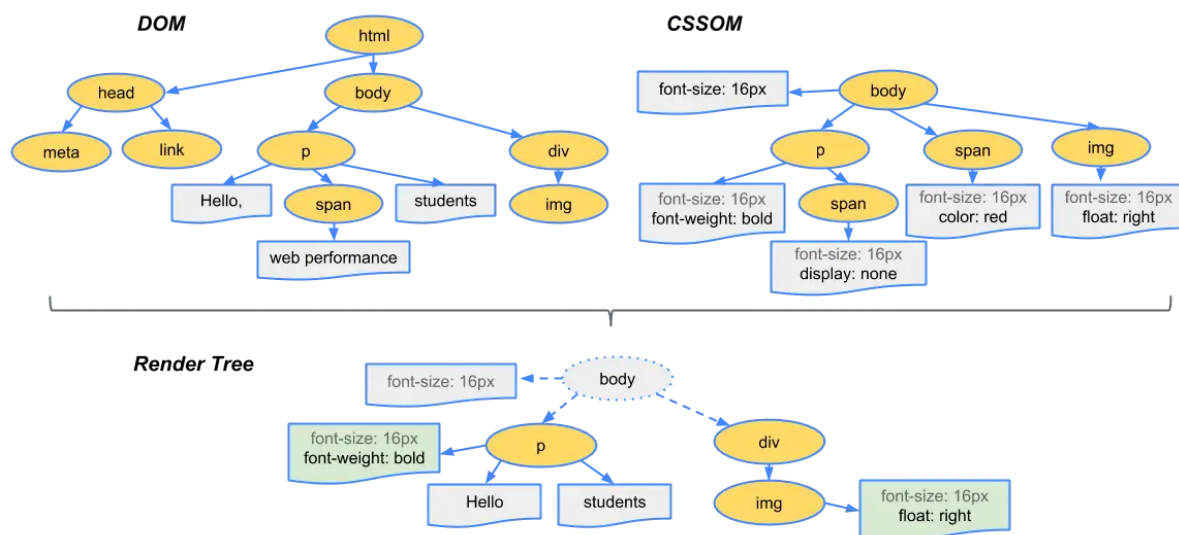 DOM
html
head
body
meta
link
p
div
Hello,
span
students
img
web performance
CSSOM
font-size: 16px
body
p
span
img
font-size: 16px
font-weight: bold
span
font-size: 16px
color: red
font-size: 16px
float: right
font-size: 16px
display: none
Render Tree
font-size: 16px
body
font-size: 16px
font-weight: bold
p
div
Hello
students
img
font-size: 16px
float: right